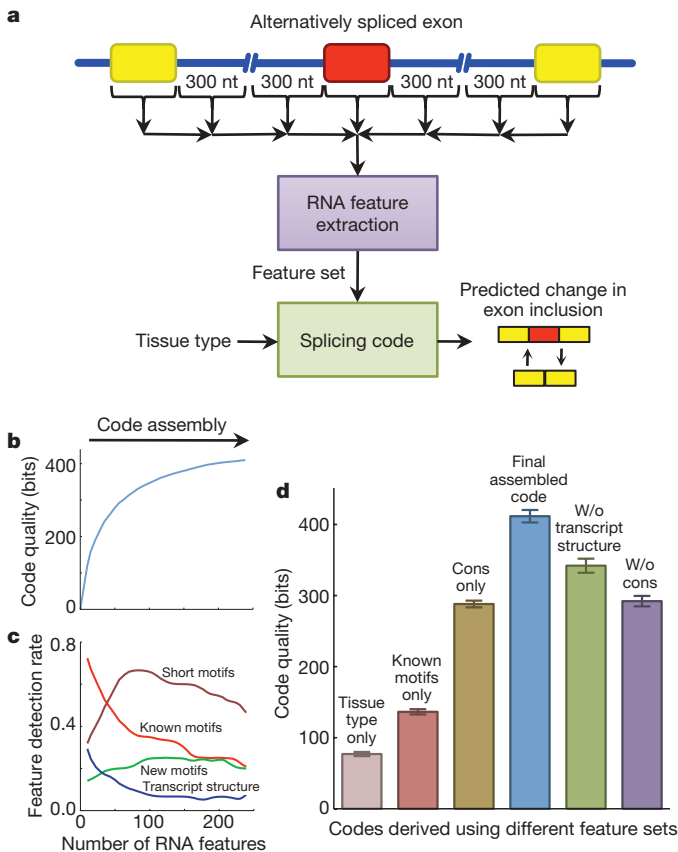 a
Alternatively spliced exon
300 nt
300 nt
300 nt
300 nt
RNA feature
extraction
Feature set
Tissue type
Splicing code
Predicted change in
exon inclusion
b
Code assembly
Code quality (bits)
400
200
0
c
Feature detection rate
0.8
0.4
0.0
Short motifs
Known motifs
New motifs
Transcript structure
0
100
200
Number of RNA features
d
Code quality (bits)
400
300
200
100
0
Tissue
type
only
Known
motifs
only
Cons
only
Final
assembled
code
W/o
transcript
structure
W/o
cons
Codes derived using different feature sets